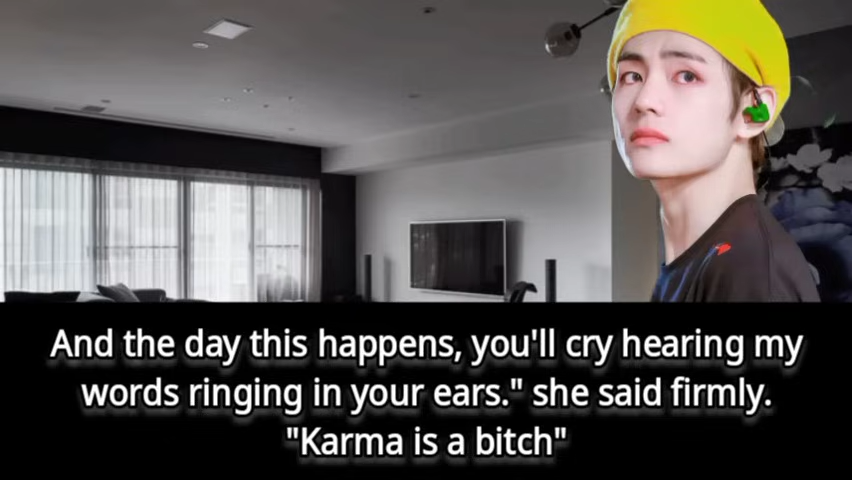 And the day this happens, you'll cry hearing my
words ringing in your ears." she said firmly.
"Karma is a bitch"